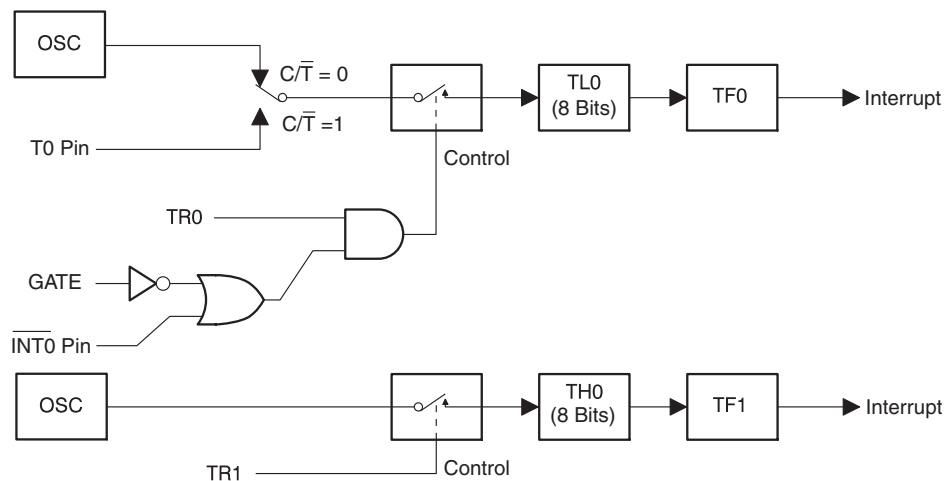 OSC
C/T̅ = 0
C/T̅ =1
T0 Pin
TL0
(8 Bits)
TF0
Interrupt
Control
TR0
GATE
I̅N̅T̅0̅ Pin
OSC
TH0
(8 Bits)
TF1
Interrupt
TR1
Control